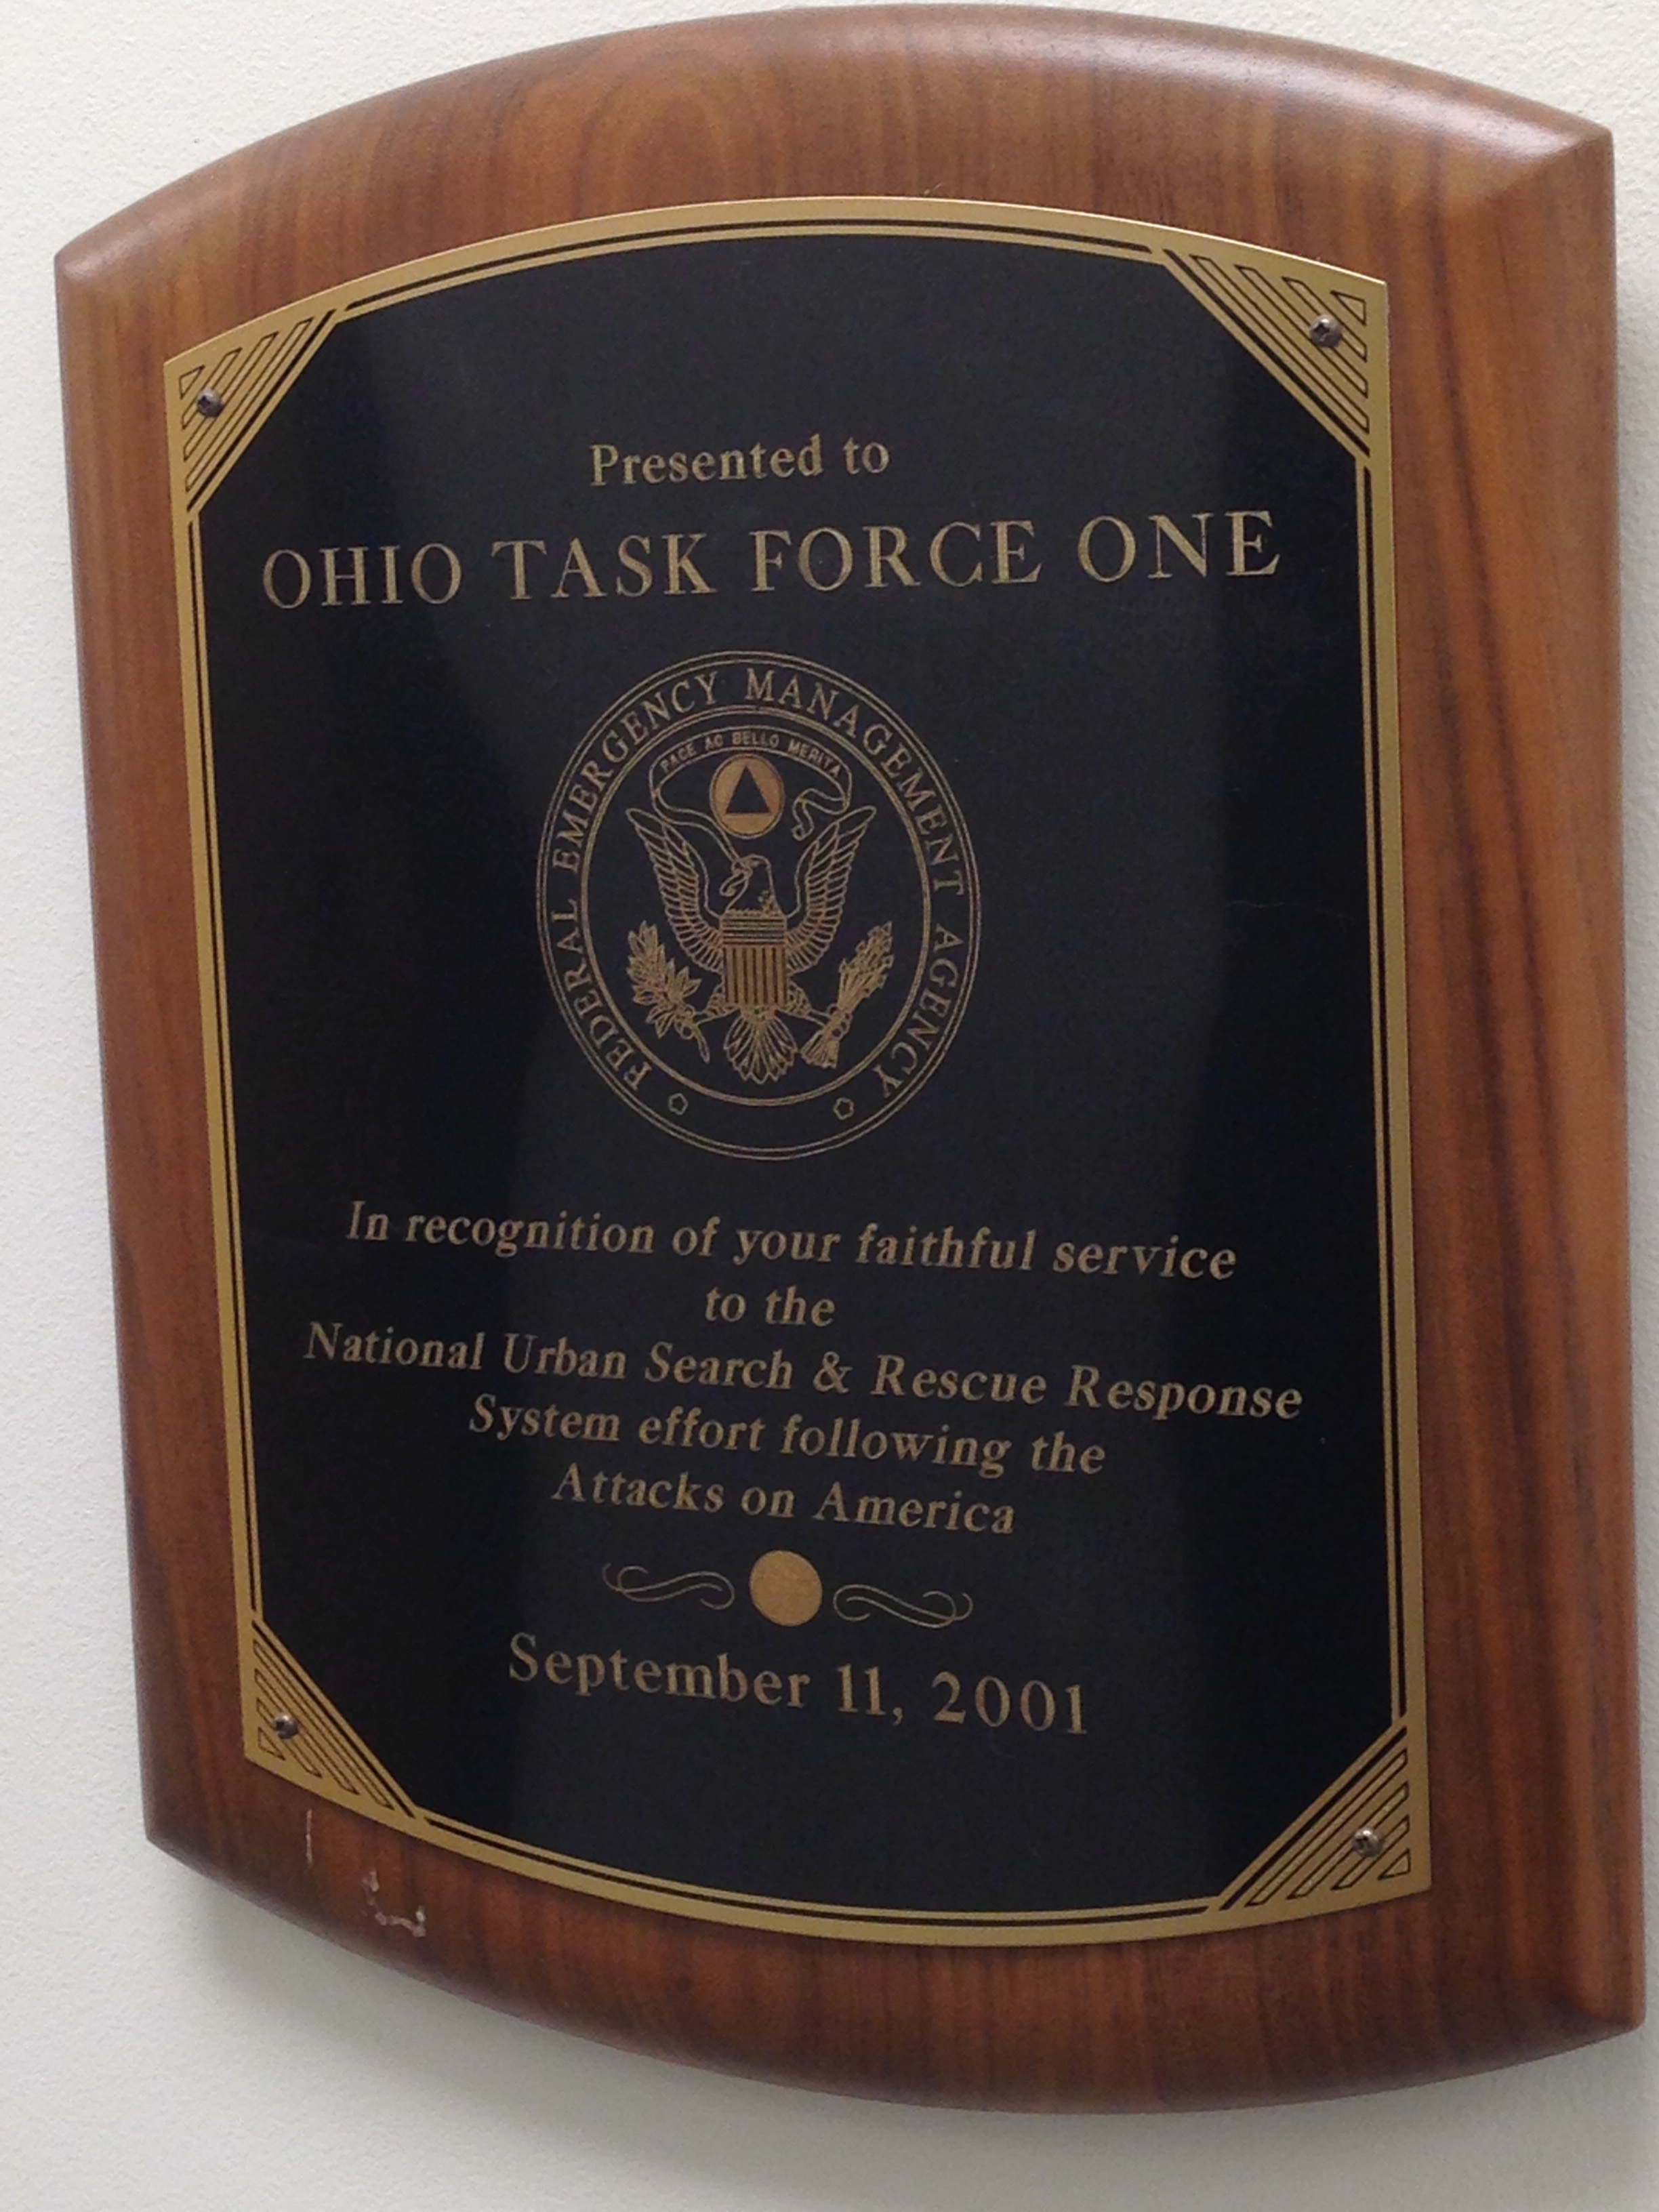 Presented to
OHIO TASK FORCE ONE
FEDERAL EMERGENCY MANAGEMENT AGENCY
PACE AC BELLO MERITA
In recognition of your faithful service
to the
National Urban Search & Rescue Response
System effort following the
Attacks on America
September 11, 2001